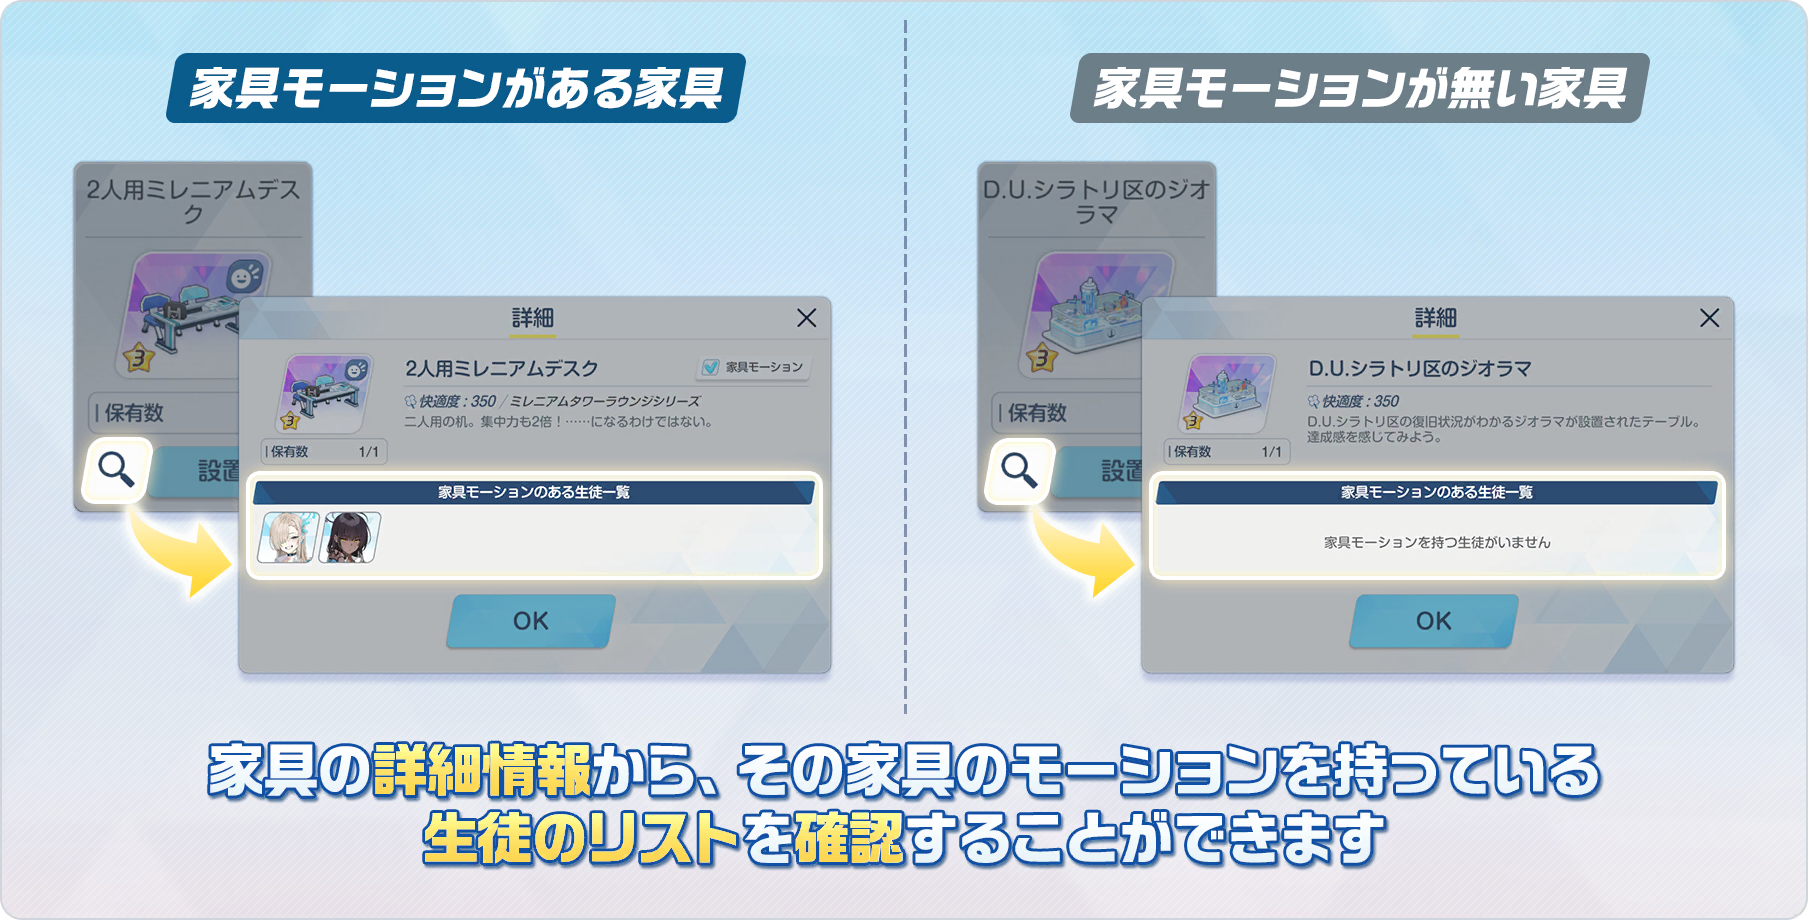 家具モーションがある家具
2人用ミレニアムデス
ク
3
保有数
設置
詳細
2人用ミレニアムデスク
家具モーション
快適度 : 350 / ミレニアムタワーラウンジシリーズ
二人用の机。集中力も2倍！……になるわけではない。
3
保有数 1/1
家具モーションのある生徒一覧
OK
家具モーションが無い家具
D.U.シラトリ区のジオ
ラマ
3
保有数
設置
詳細
D.U.シラトリ区のジオラマ
快適度 : 350
D.U.シラトリ区の復旧状況がわかるジオラマが設置されたテーブル。
達成感を感じてみよう。
3
保有数 1/1
家具モーションのある生徒一覧
家具モーションを持つ生徒がいません
OK
家具の詳細情報から、その家具のモーションを持っている
生徒のリストを確認することができます